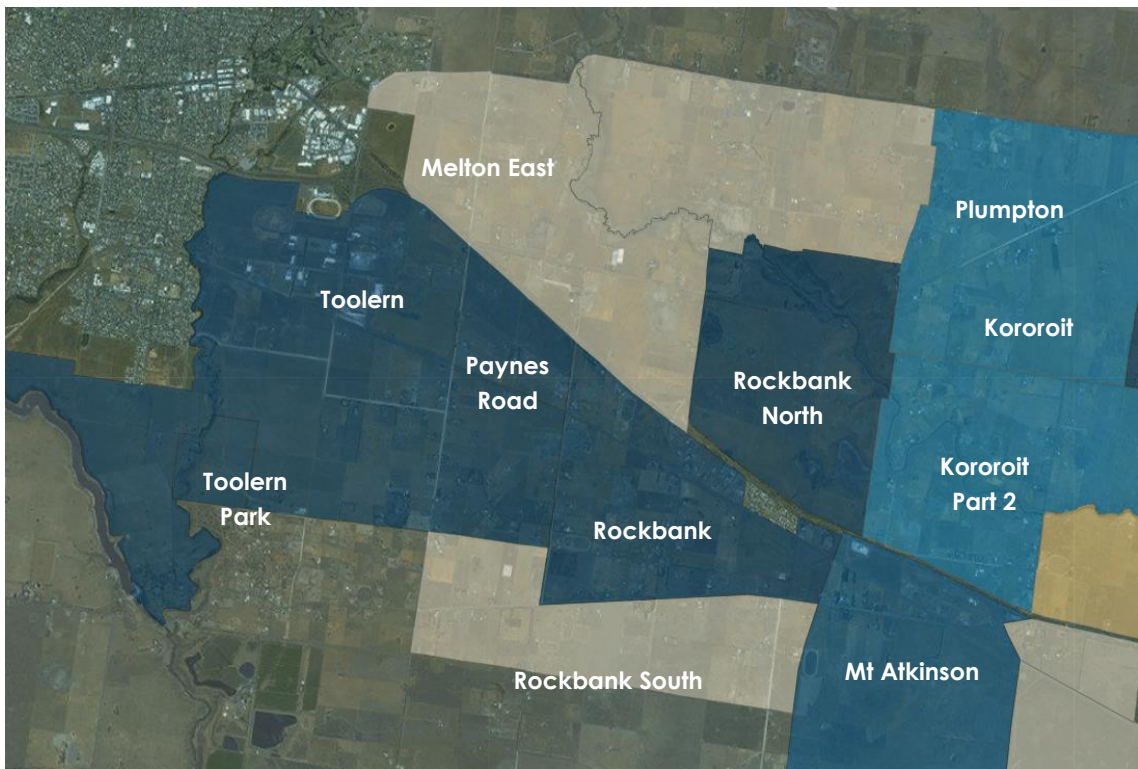 Melton East
Plumpton
Toolern
Kororoit
Paynes
Road
Rockbank
North
Toolern
Park
Kororoit
Part 2
Rockbank
Rockbank South
Mt Atkinson